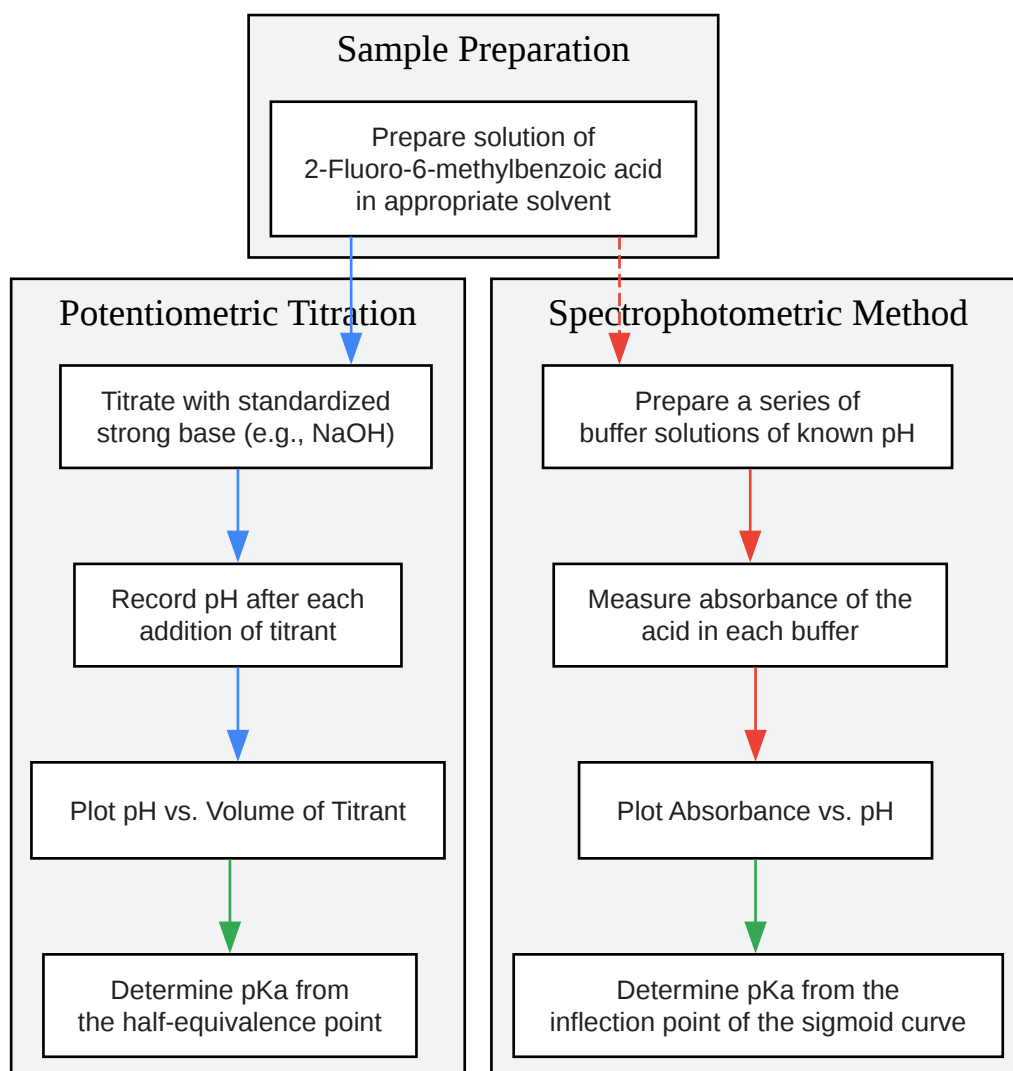 Sample Preparation
Prepare solution of
2-Fluoro-6-methylbenzoic acid
in appropriate solvent
Potentiometric Titration
Titrate with standardized
strong base (e.g., NaOH)
Record pH after each
addition of titrant
Plot pH vs. Volume of Titrant
Determine pKa from
the half-equivalence point
Spectrophotometric Method
Prepare a series of
buffer solutions of known pH
Measure absorbance of the
acid in each buffer
Plot Absorbance vs. pH
Determine pKa from the
inflection point of the sigmoid curve